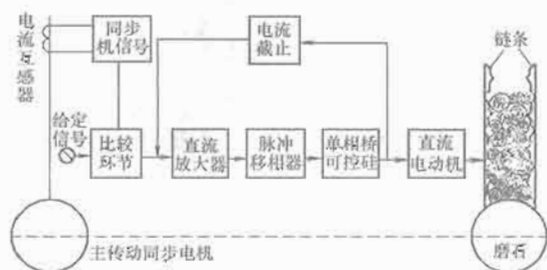 电流互感器
同步
机信号
电流
截止
链条
给定
信号
比较
环节
直流
放大器
脉冲
移相器
单相桥
可控硅
直流
电动机
主传动同步电机
磨石